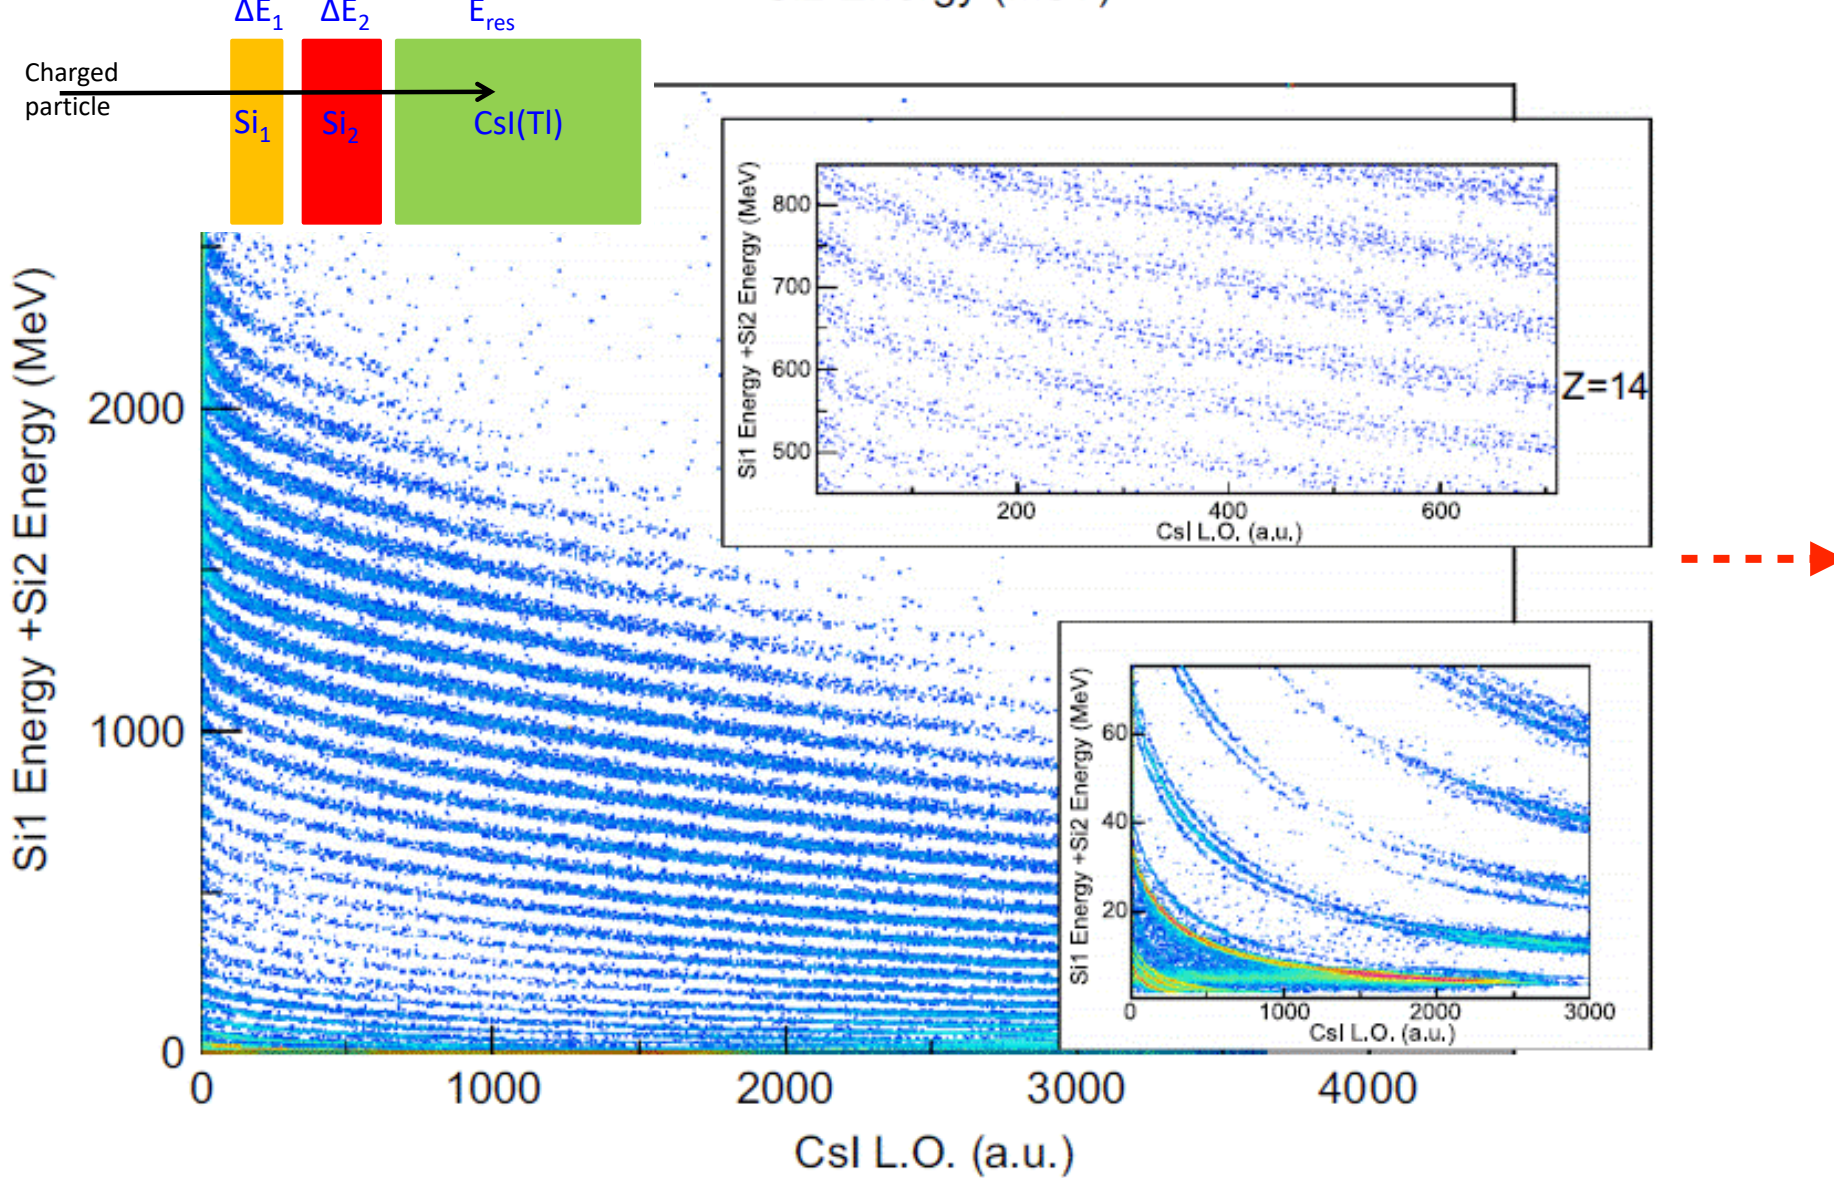 ΔE1 ΔE2 Eres
Charged
particle
Si1 Si2 CsI(Tl)
Si1 Energy +Si2 Energy (MeV)
2000
1000
0
0 1000 2000 3000 4000
CsI L.O. (a.u.)
Si1 Energy +Si2 Energy (MeV)
800
700
600
500
200 400 600
CsI L.O. (a.u.)
Z=14
Si1 Energy +Si2 Energy (MeV)
60
40
20
0 1000 2000 3000
CsI L.O. (a.u.)